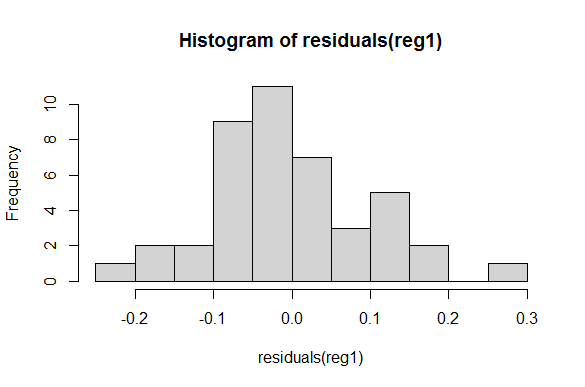 Histogram of residuals(reg1)
Frequency
10
8
6
4
2
0
-0.2 -0.1 0.0 0.1 0.2 0.3
residuals(reg1)